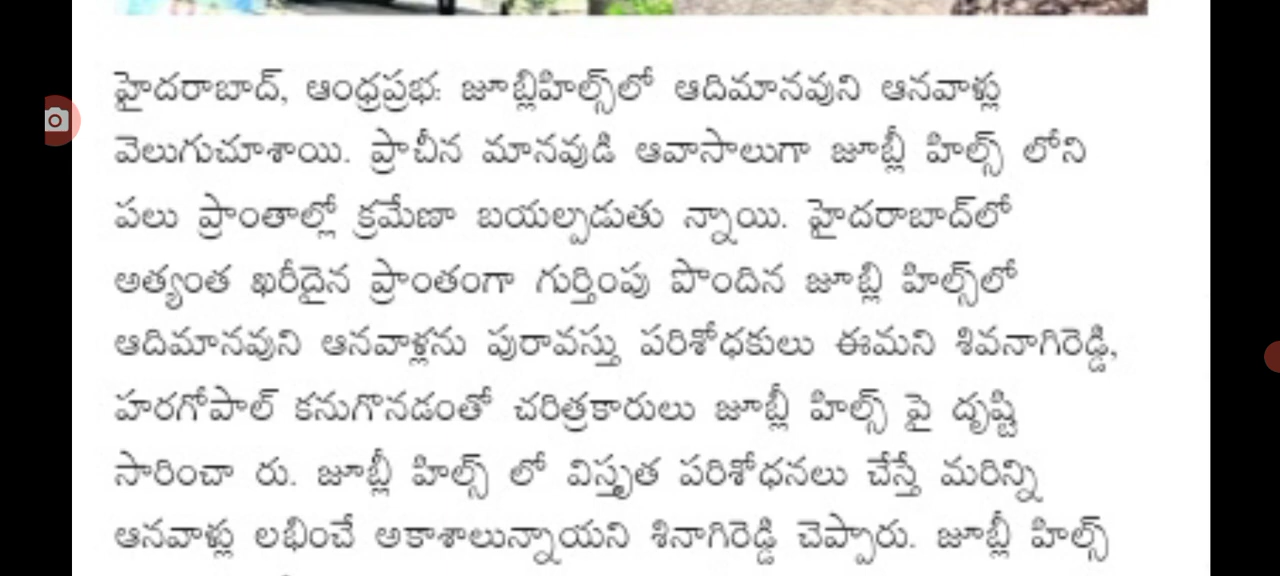 హైదరాబాద్, ఆంధ్రప్రభ: జూబ్లిహిల్స్‌లో ఆదిమానవుని ఆనవాళ్లు
వెలుగుచూశాయి. ప్రాచీన మానవుడి ఆవాసాలుగా జూబ్లీ హిల్స్ లోని
పలు ప్రాంతాల్లో క్రమేణా బయల్పడుతు న్నాయి. హైదరాబాద్‌లో
అత్యంత ఖరీదైన ప్రాంతంగా గుర్తింపు పొందిన జూబ్లి హిల్స్‌లో
ఆదిమానవుని ఆనవాళ్లను పురావస్తు పరిశోధకులు ఈమని శివనాగిరెడ్డి,
హరగోపాల్ కనుగొనడంతో చరిత్రకారులు జూబ్లీ హిల్స్ పై దృష్టి
సారించా రు. జూబ్లీ హిల్స్ లో విస్తృత పరిశోధనలు చేస్తే మరిన్ని
ఆనవాళ్లు లభించే అకాశాలున్నాయని శినాగిరెడ్డి చెప్పారు. జూబ్లీ హిల్స్